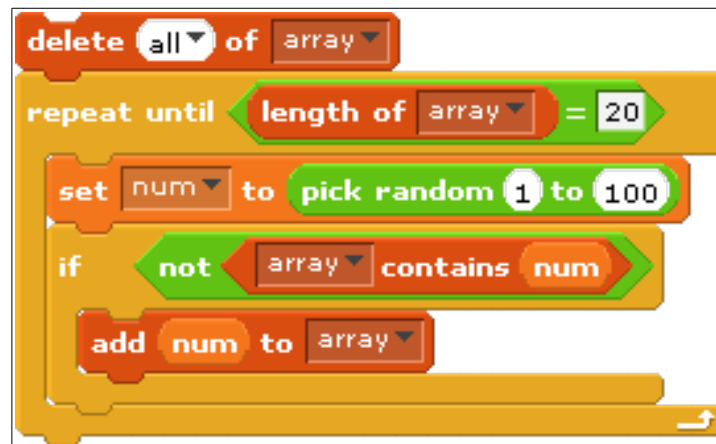 delete all of array
repeat until length of array = 20
set num to pick random 1 to 100
if not array contains num
add num to array